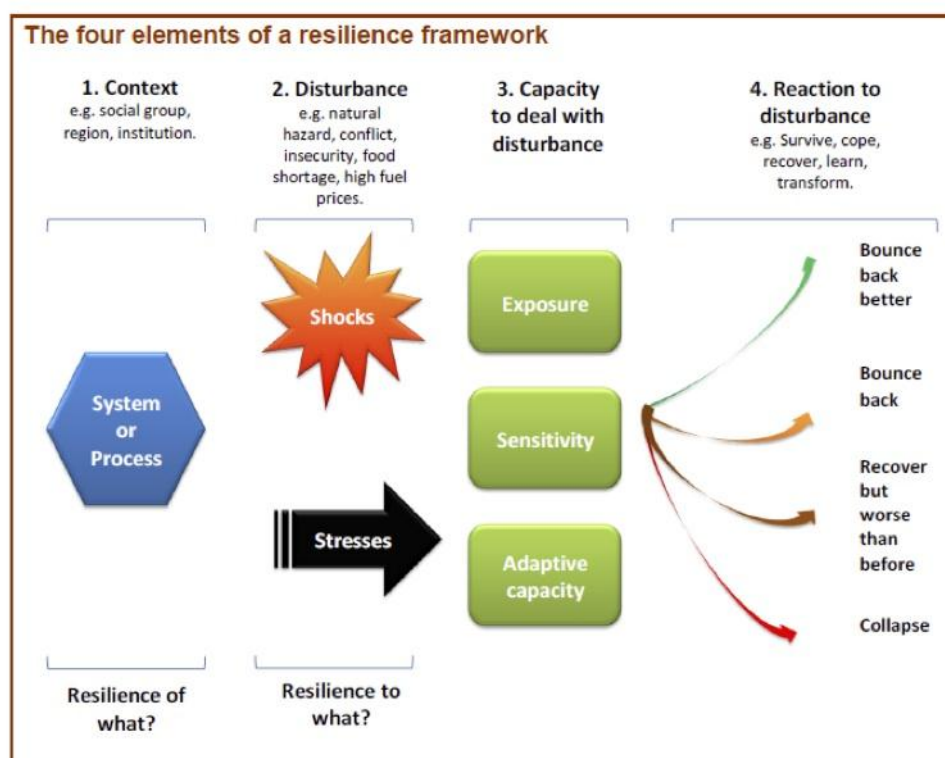 The four elements of a resilience framework
1. Context
e.g. social group,
region, institution.
2. Disturbance
e.g. natural
hazard, conflict,
insecurity, food
shortage, high fuel
prices.
3. Capacity
to deal with
disturbance
4. Reaction to
disturbance
e.g. Survive, cope,
recover, learn,
transform.
System
or
Process
Shocks
Stresses
Exposure
Sensitivity
Adaptive
capacity
Bounce
back
better
Bounce
back
Recover
but
worse
than
before
Collapse
Resilience of
what?
Resilience to
what?